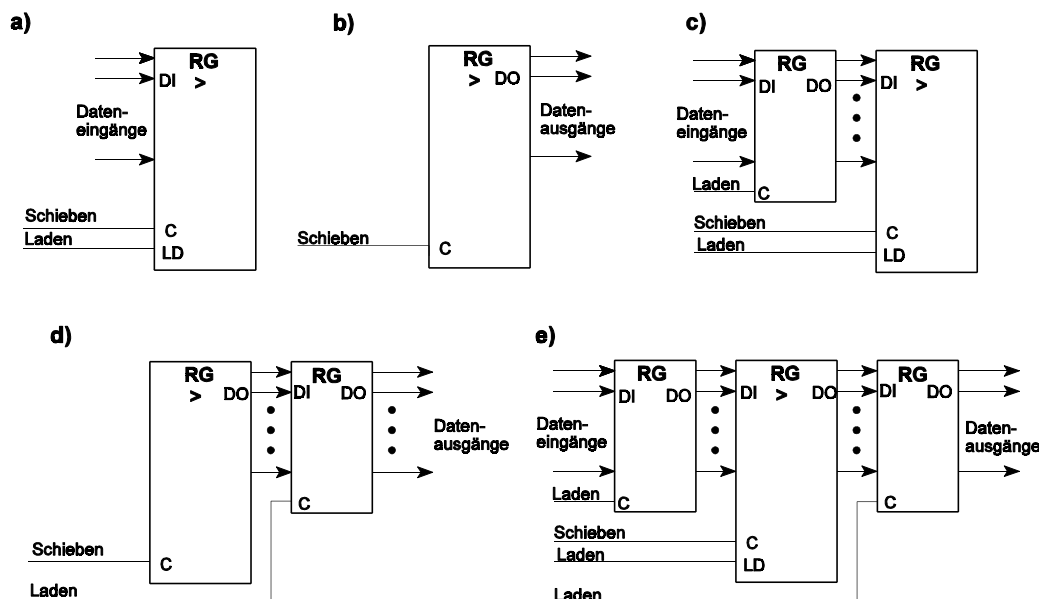 a)
RG
DI
>
Daten-
eingänge
Schieben
C
Laden
LD
b)
RG
> DO
Daten-
ausgänge
Schieben
C
c)
RG
DI DO
Daten-
eingänge
Laden
C
RG
DI >
Schieben
C
Laden
LD
d)
RG
> DO
RG
DI DO
Daten-
ausgänge
C
Schieben
C
Laden
e)
RG
DI DO
Daten-
eingänge
Laden
C
RG
DI > DO
RG
DI DO
Daten-
ausgänge
C
Schieben
C
Laden
LD
Laden